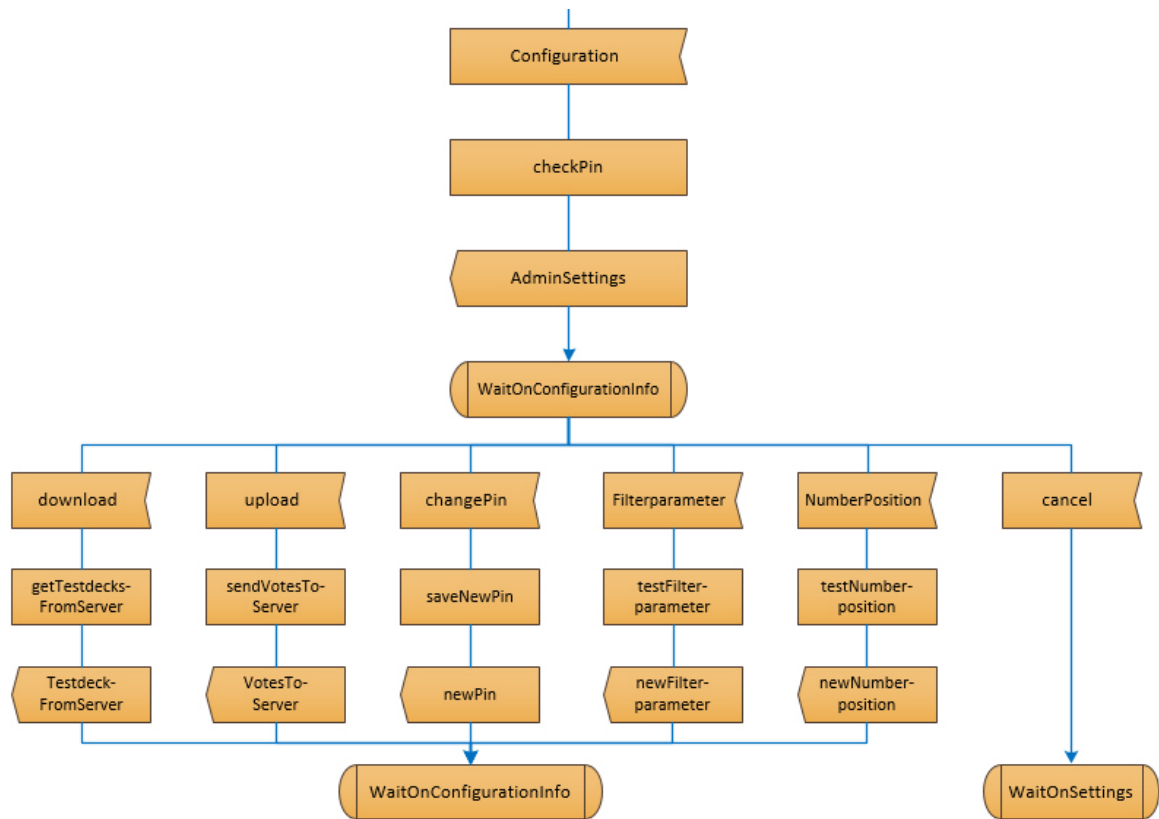 Configuration
checkPin
AdminSettings
WaitOnConfigurationInfo
download
upload
changePin
Filterparameter
NumberPosition
cancel
getTestdecks-
FromServer
sendVotesTo-
Server
saveNewPin
testFilter-
parameter
testNumber-
position
Testdeck-
FromServer
VotesTo-
Server
newPin
newFilter-
parameter
newNumber-
position
WaitOnConfigurationInfo
WaitOnSettings